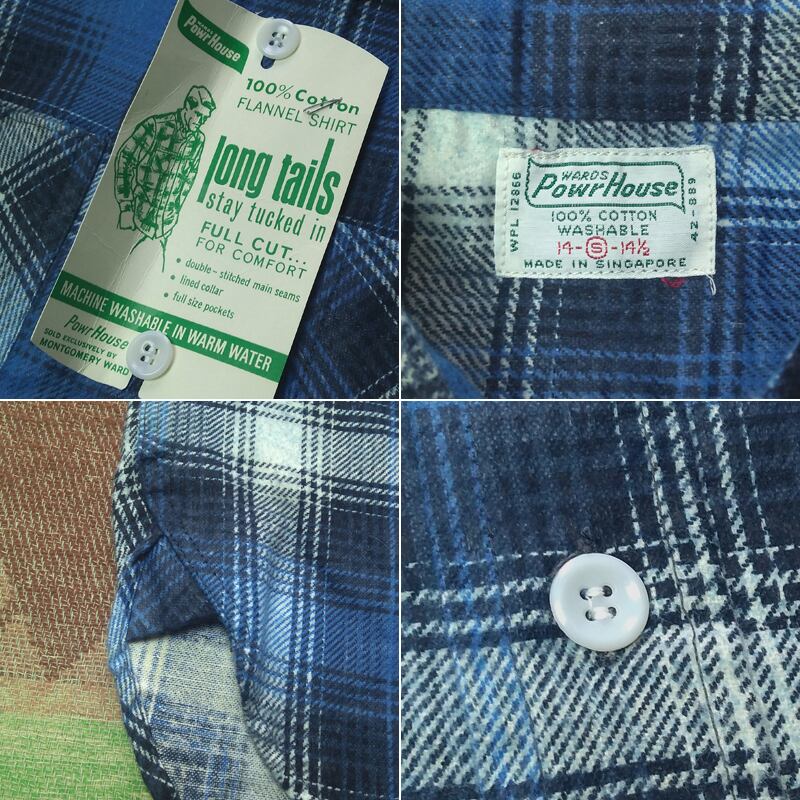 WARDS
PowrHouse
100% Cotton
FLANNEL SHIRT
long tails
stay tucked in
FULL CUT...
FOR COMFORT
• double-stitched main seams
• lined collar
• full size pockets
MACHINE WASHABLE IN WARM WATER
PowrHouse
SOLD EXCLUSIVELY BY
MONTGOMERY WARD
WPL 12866
WARDS
PowrHouse
100% COTTON
WASHABLE
14-S-14½
MADE IN SINGAPORE
42-889